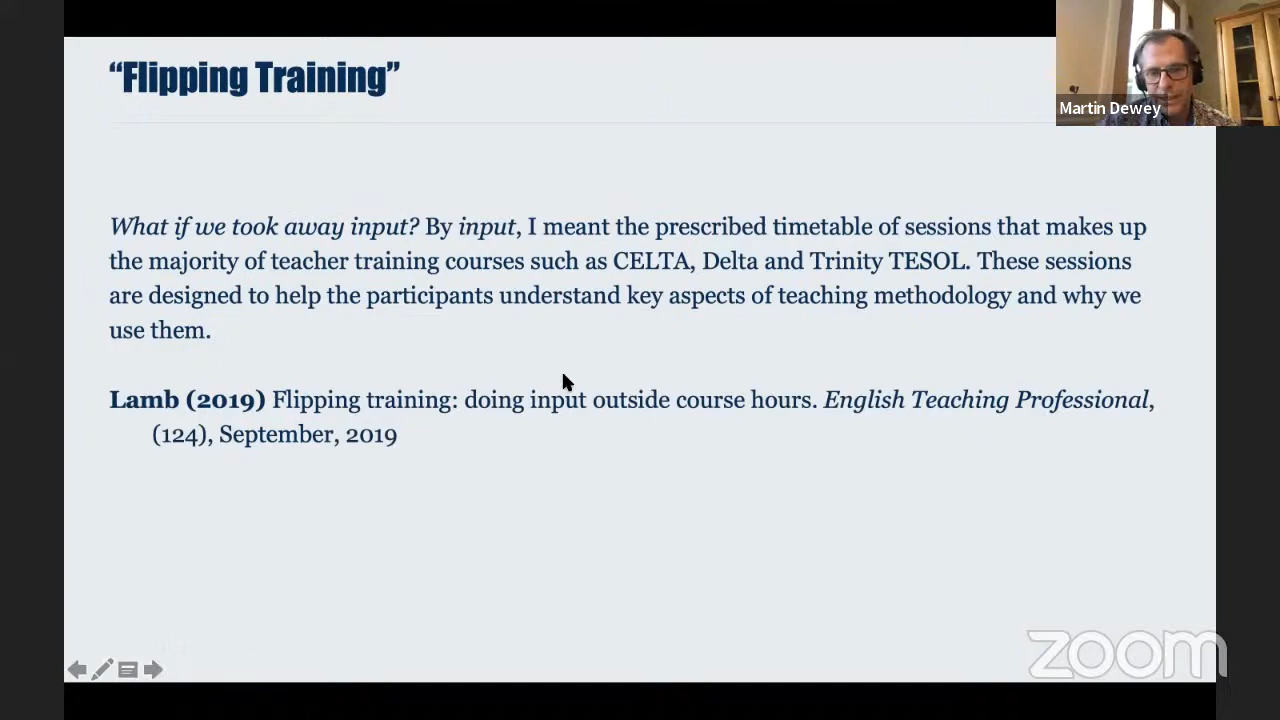 “Flipping Training”
Martin Dewey
What if we took away input? By input, I meant the prescribed timetable of sessions that makes up
the majority of teacher training courses such as CELTA, Delta and Trinity TESOL. These sessions
are designed to help the participants understand key aspects of teaching methodology and why we
use them.
Lamb (2019) Flipping training: doing input outside course hours. English Teaching Professional,
(124), September, 2019
zoom